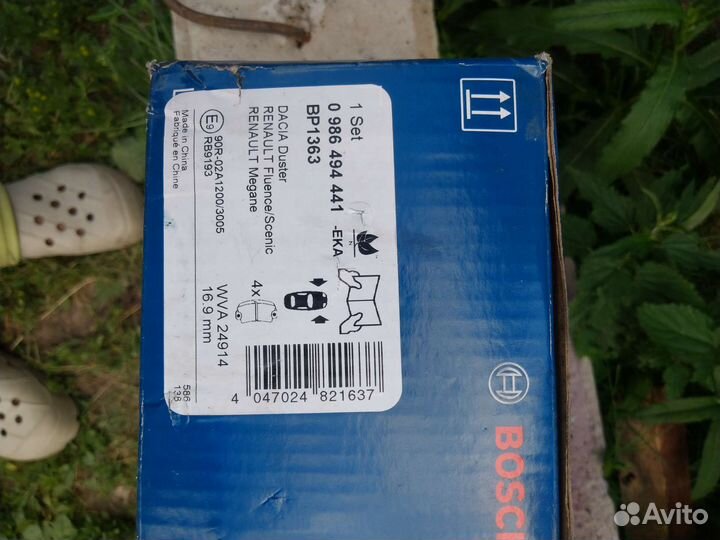 1 Set
0 986 494 441 -EKA
BP1363
DACIA Duster
RENAULT Fluence/Scenic
RENAULT Megane
E9 90R-02A1200/3005
RB9193
Made in China
Fabriqué en Chine
4x
WVA 24914
16.9 mm
586
138
4 047024 821637
BOSCH
Avito